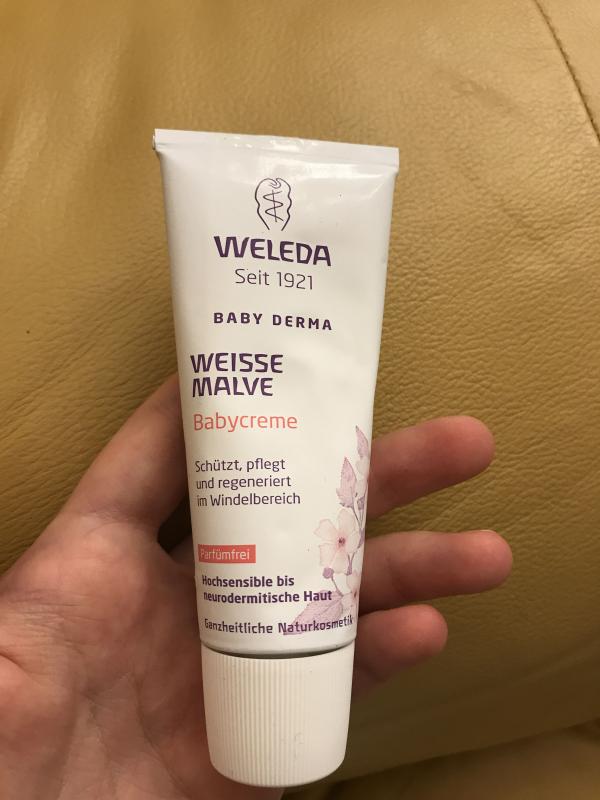 WELEDA
Seit 1921
BABY DERMA
WEISSE
MALVE
Babycreme
Schützt, pflegt
und regeneriert
im Windelbereich
Parfümfrei
Hochsensible bis
neurodermitische Haut
Ganzheitliche Naturkosmetik